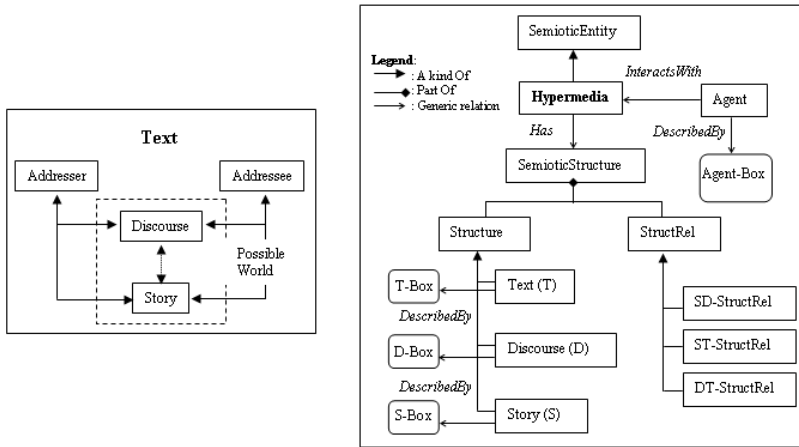 Text
Addresser
Addressee
Discourse
Possible
World
Story
SemioticEntity
Legend:
: A kind Of
: Part Of
: Generic relation
InteractsWith
Hypermedia
Agent
Has
DescribedBy
SemioticStructure
Agent-Box
Structure
StructRel
T-Box
Text (T)
DescribedBy
SD-StructRel
D-Box
Discourse (D)
ST-StructRel
DescribedBy
DT-StructRel
S-Box
Story (S)